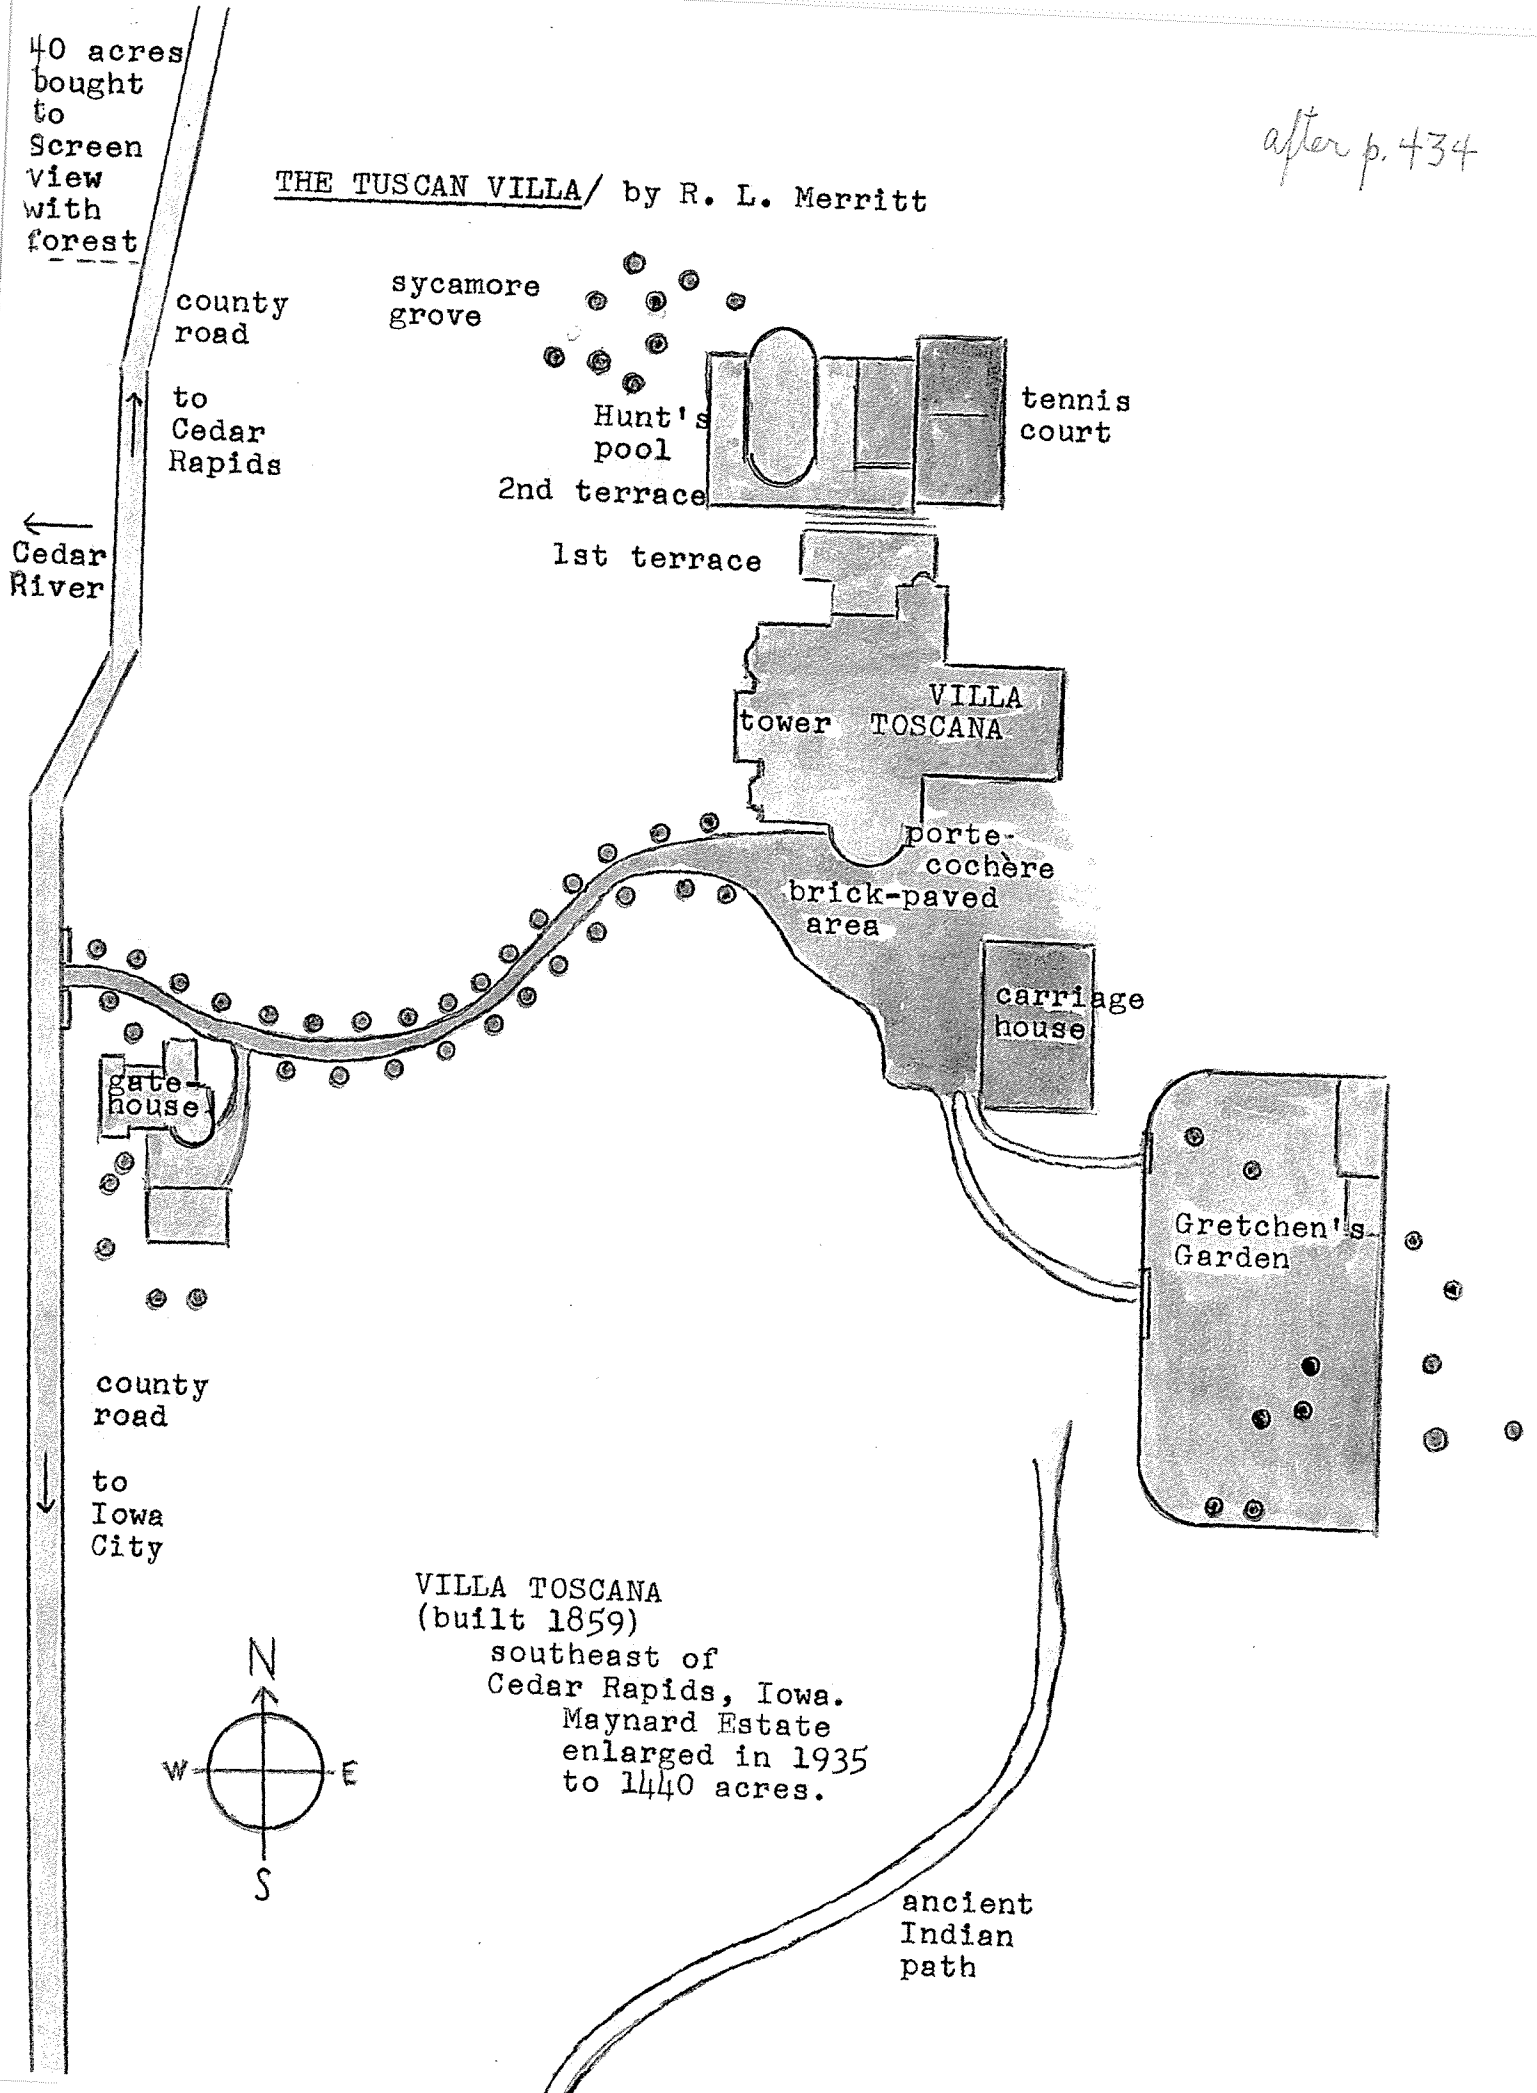 40 acres
bought
to
Screen
view
with
forest
after p. 434
THE TUSCAN VILLA/ by R. L. Merritt
sycamore
grove
county
road
to
Cedar
Rapids
Hunt's
pool
tennis
court
2nd terrace
1st terrace
Cedar
River
VILLA
tower TOSCANA
porte-
cochère
brick-paved
area
carriage
house
gate-
house
Gretchen's
Garden
county
road
to
Iowa
City
VILLA TOSCANA
(built 1859)
southeast of
Cedar Rapids, Iowa.
Maynard Estate
enlarged in 1935
to 1440 acres.
N
W E
S
ancient
Indian
path